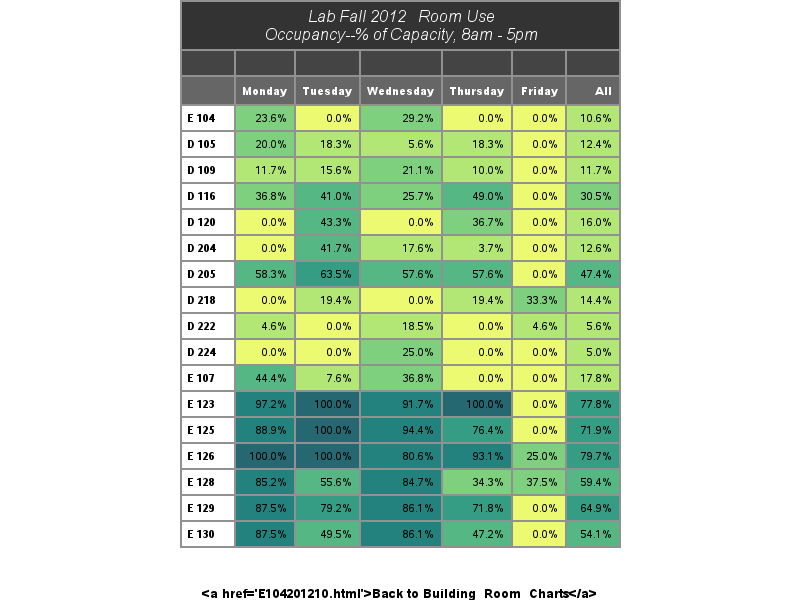 Lab Fall 2012 Room Use
Occupancy--% of Capacity, 8am - 5pm
Monday Tuesday Wednesday Thursday Friday All
E 104 23.6% 0.0% 29.2% 0.0% 0.0% 10.6%
D 105 20.0% 18.3% 5.6% 18.3% 0.0% 12.4%
D 109 11.7% 15.6% 21.1% 10.0% 0.0% 11.7%
D 116 36.8% 41.0% 25.7% 49.0% 0.0% 30.5%
D 120 0.0% 43.3% 0.0% 36.7% 0.0% 16.0%
D 204 0.0% 41.7% 17.6% 3.7% 0.0% 12.6%
D 205 58.3% 63.5% 57.6% 57.6% 0.0% 47.4%
D 218 0.0% 19.4% 0.0% 19.4% 33.3% 14.4%
D 222 4.6% 0.0% 18.5% 0.0% 4.6% 5.6%
D 224 0.0% 0.0% 25.0% 0.0% 0.0% 5.0%
E 107 44.4% 7.6% 36.8% 0.0% 0.0% 17.8%
E 123 97.2% 100.0% 91.7% 100.0% 0.0% 77.8%
E 125 88.9% 100.0% 94.4% 76.4% 0.0% 71.9%
E 126 100.0% 100.0% 80.6% 93.1% 25.0% 79.7%
E 128 85.2% 55.6% 84.7% 34.3% 37.5% 59.4%
E 129 87.5% 79.2% 86.1% 71.8% 0.0% 64.9%
E 130 87.5% 49.5% 86.1% 47.2% 0.0% 54.1%
<a href='E104201210.html'>Back to Building_Room_Charts</a>